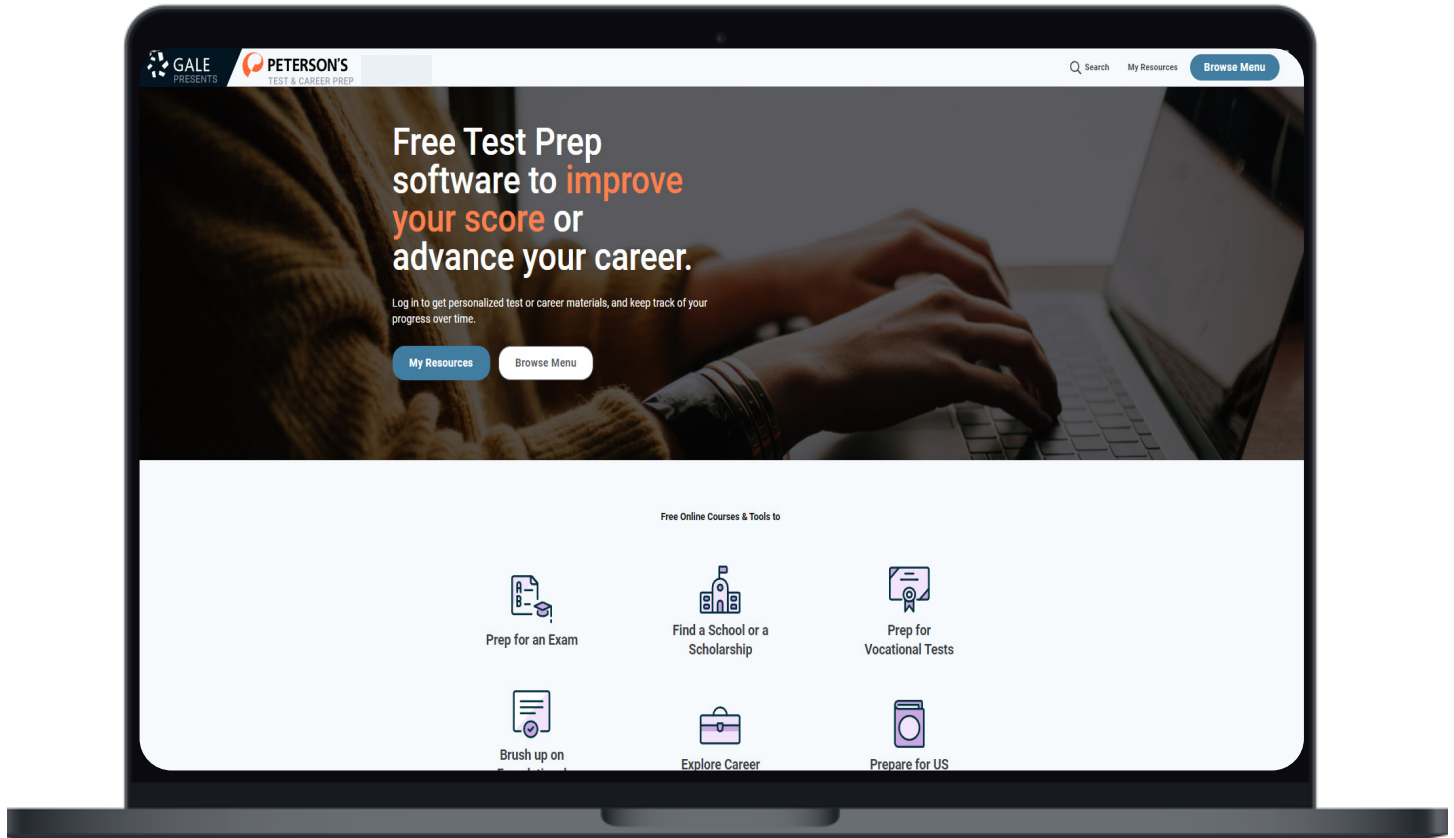 GALE
PRESENTS
PETERSON'S
TEST & CAREER PREP
Search
My Resources
Browse Menu
Free Test Prep
software to improve
your score or
advance your career.
Log in to get personalized test or career materials, and keep track of your
progress over time.
My Resources
Browse Menu
Free Online Courses & Tools to
A
B
Prep for an Exam
Find a School or a
Scholarship
Prep for
Vocational Tests
Brush up on
Explore Career
Prepare for US